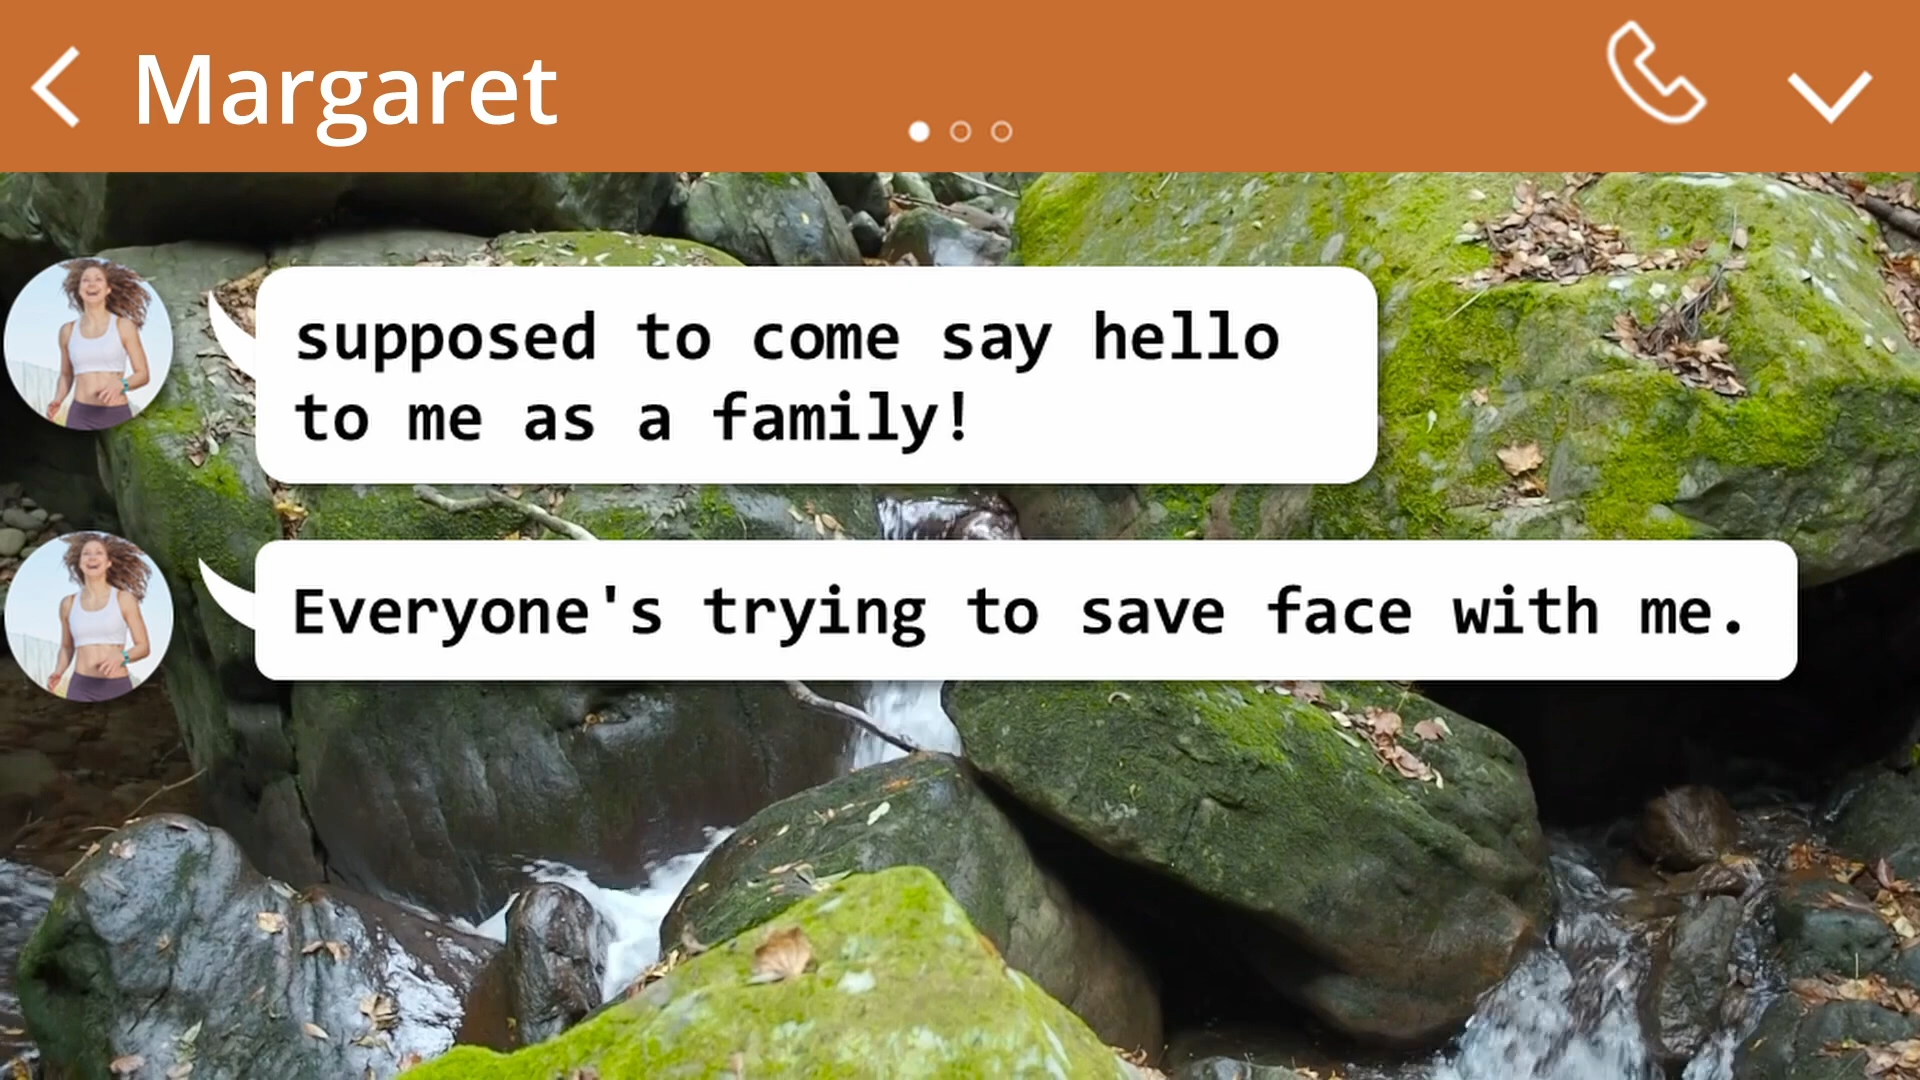 Margaret
supposed to come say hello
to me as a family!
Everyone's trying to save face with me.